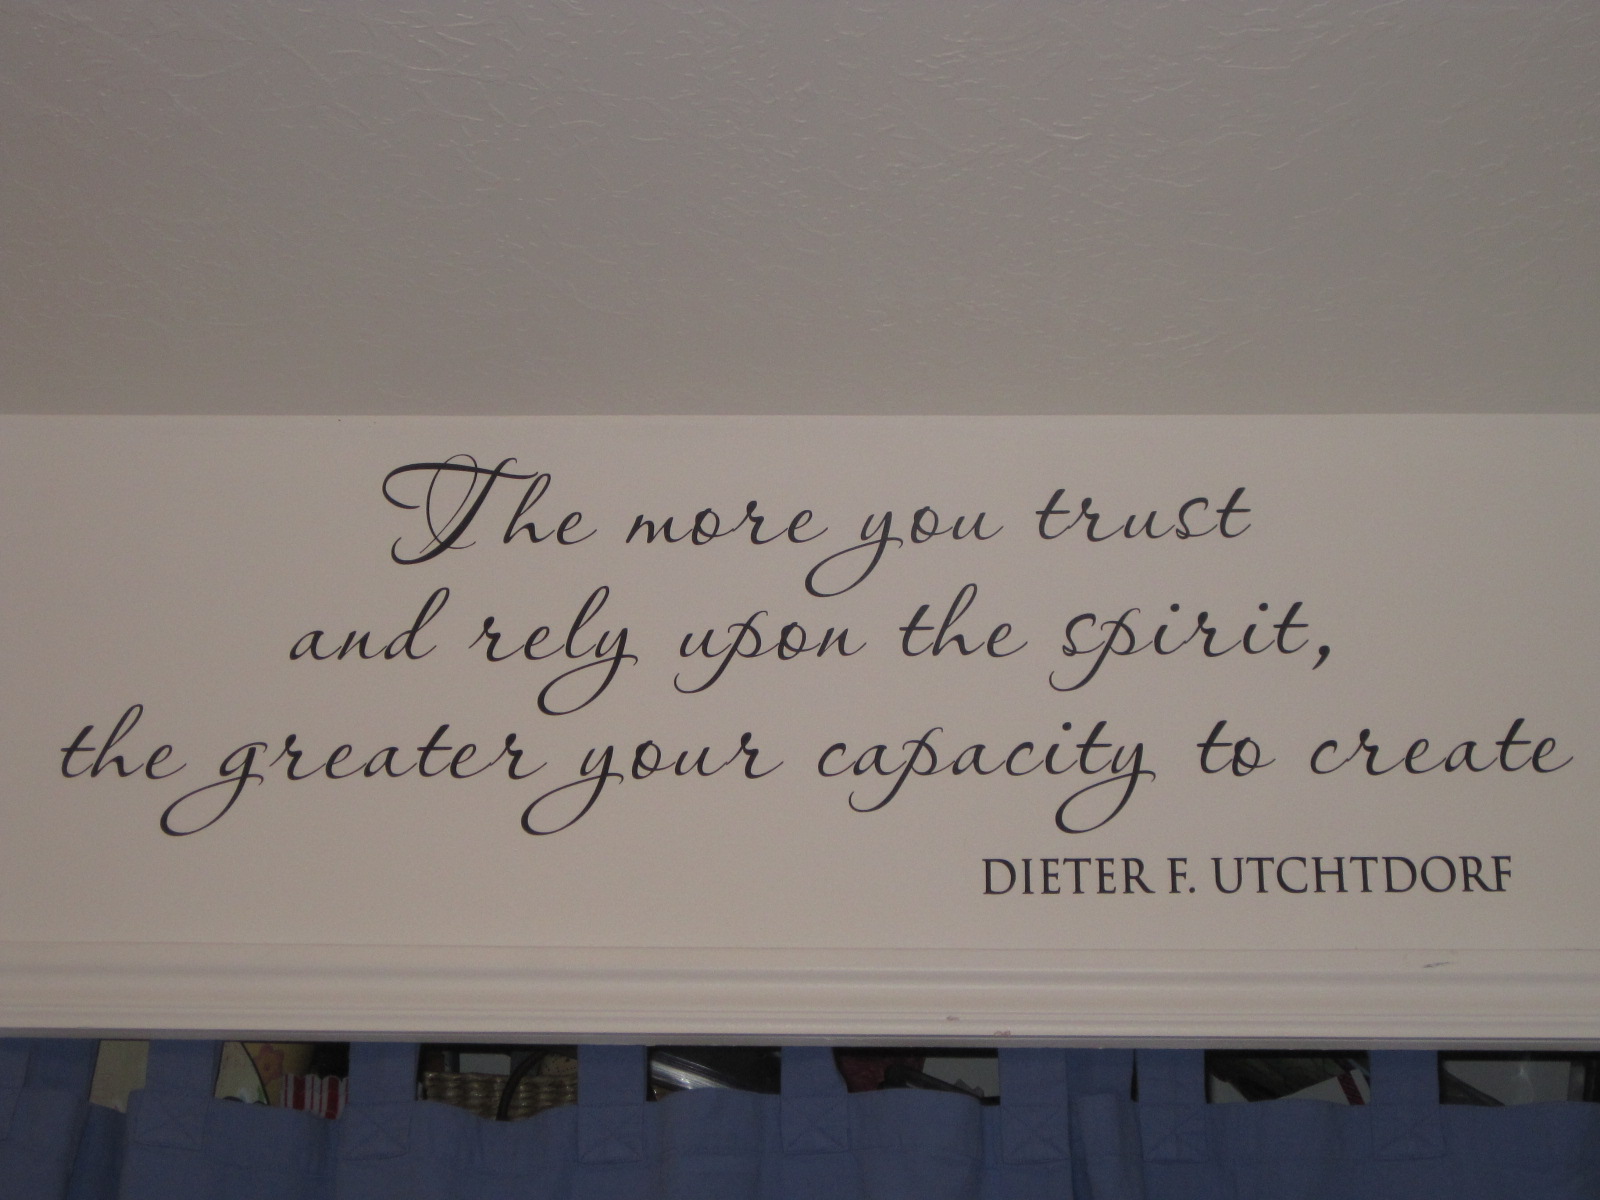 The more you trust
and rely upon the spirit,
the greater your capacity to create
DIETER F. UTCHTDORF